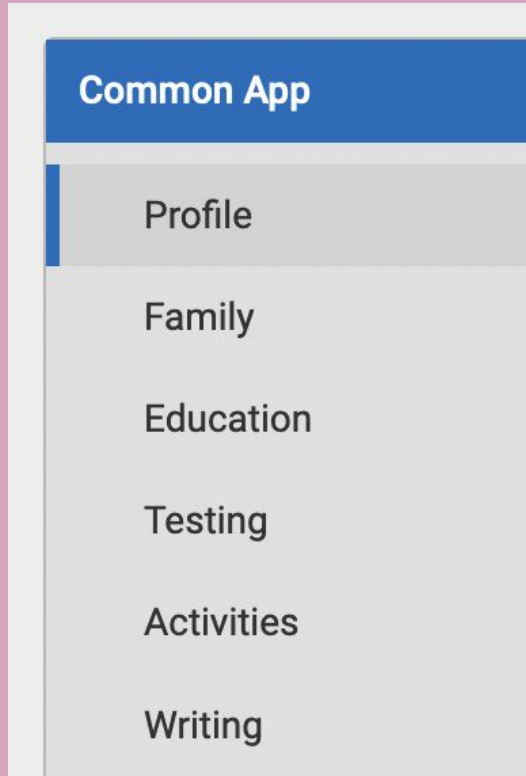 Common App
Profile
Family
Education
Testing
Activities
Writing